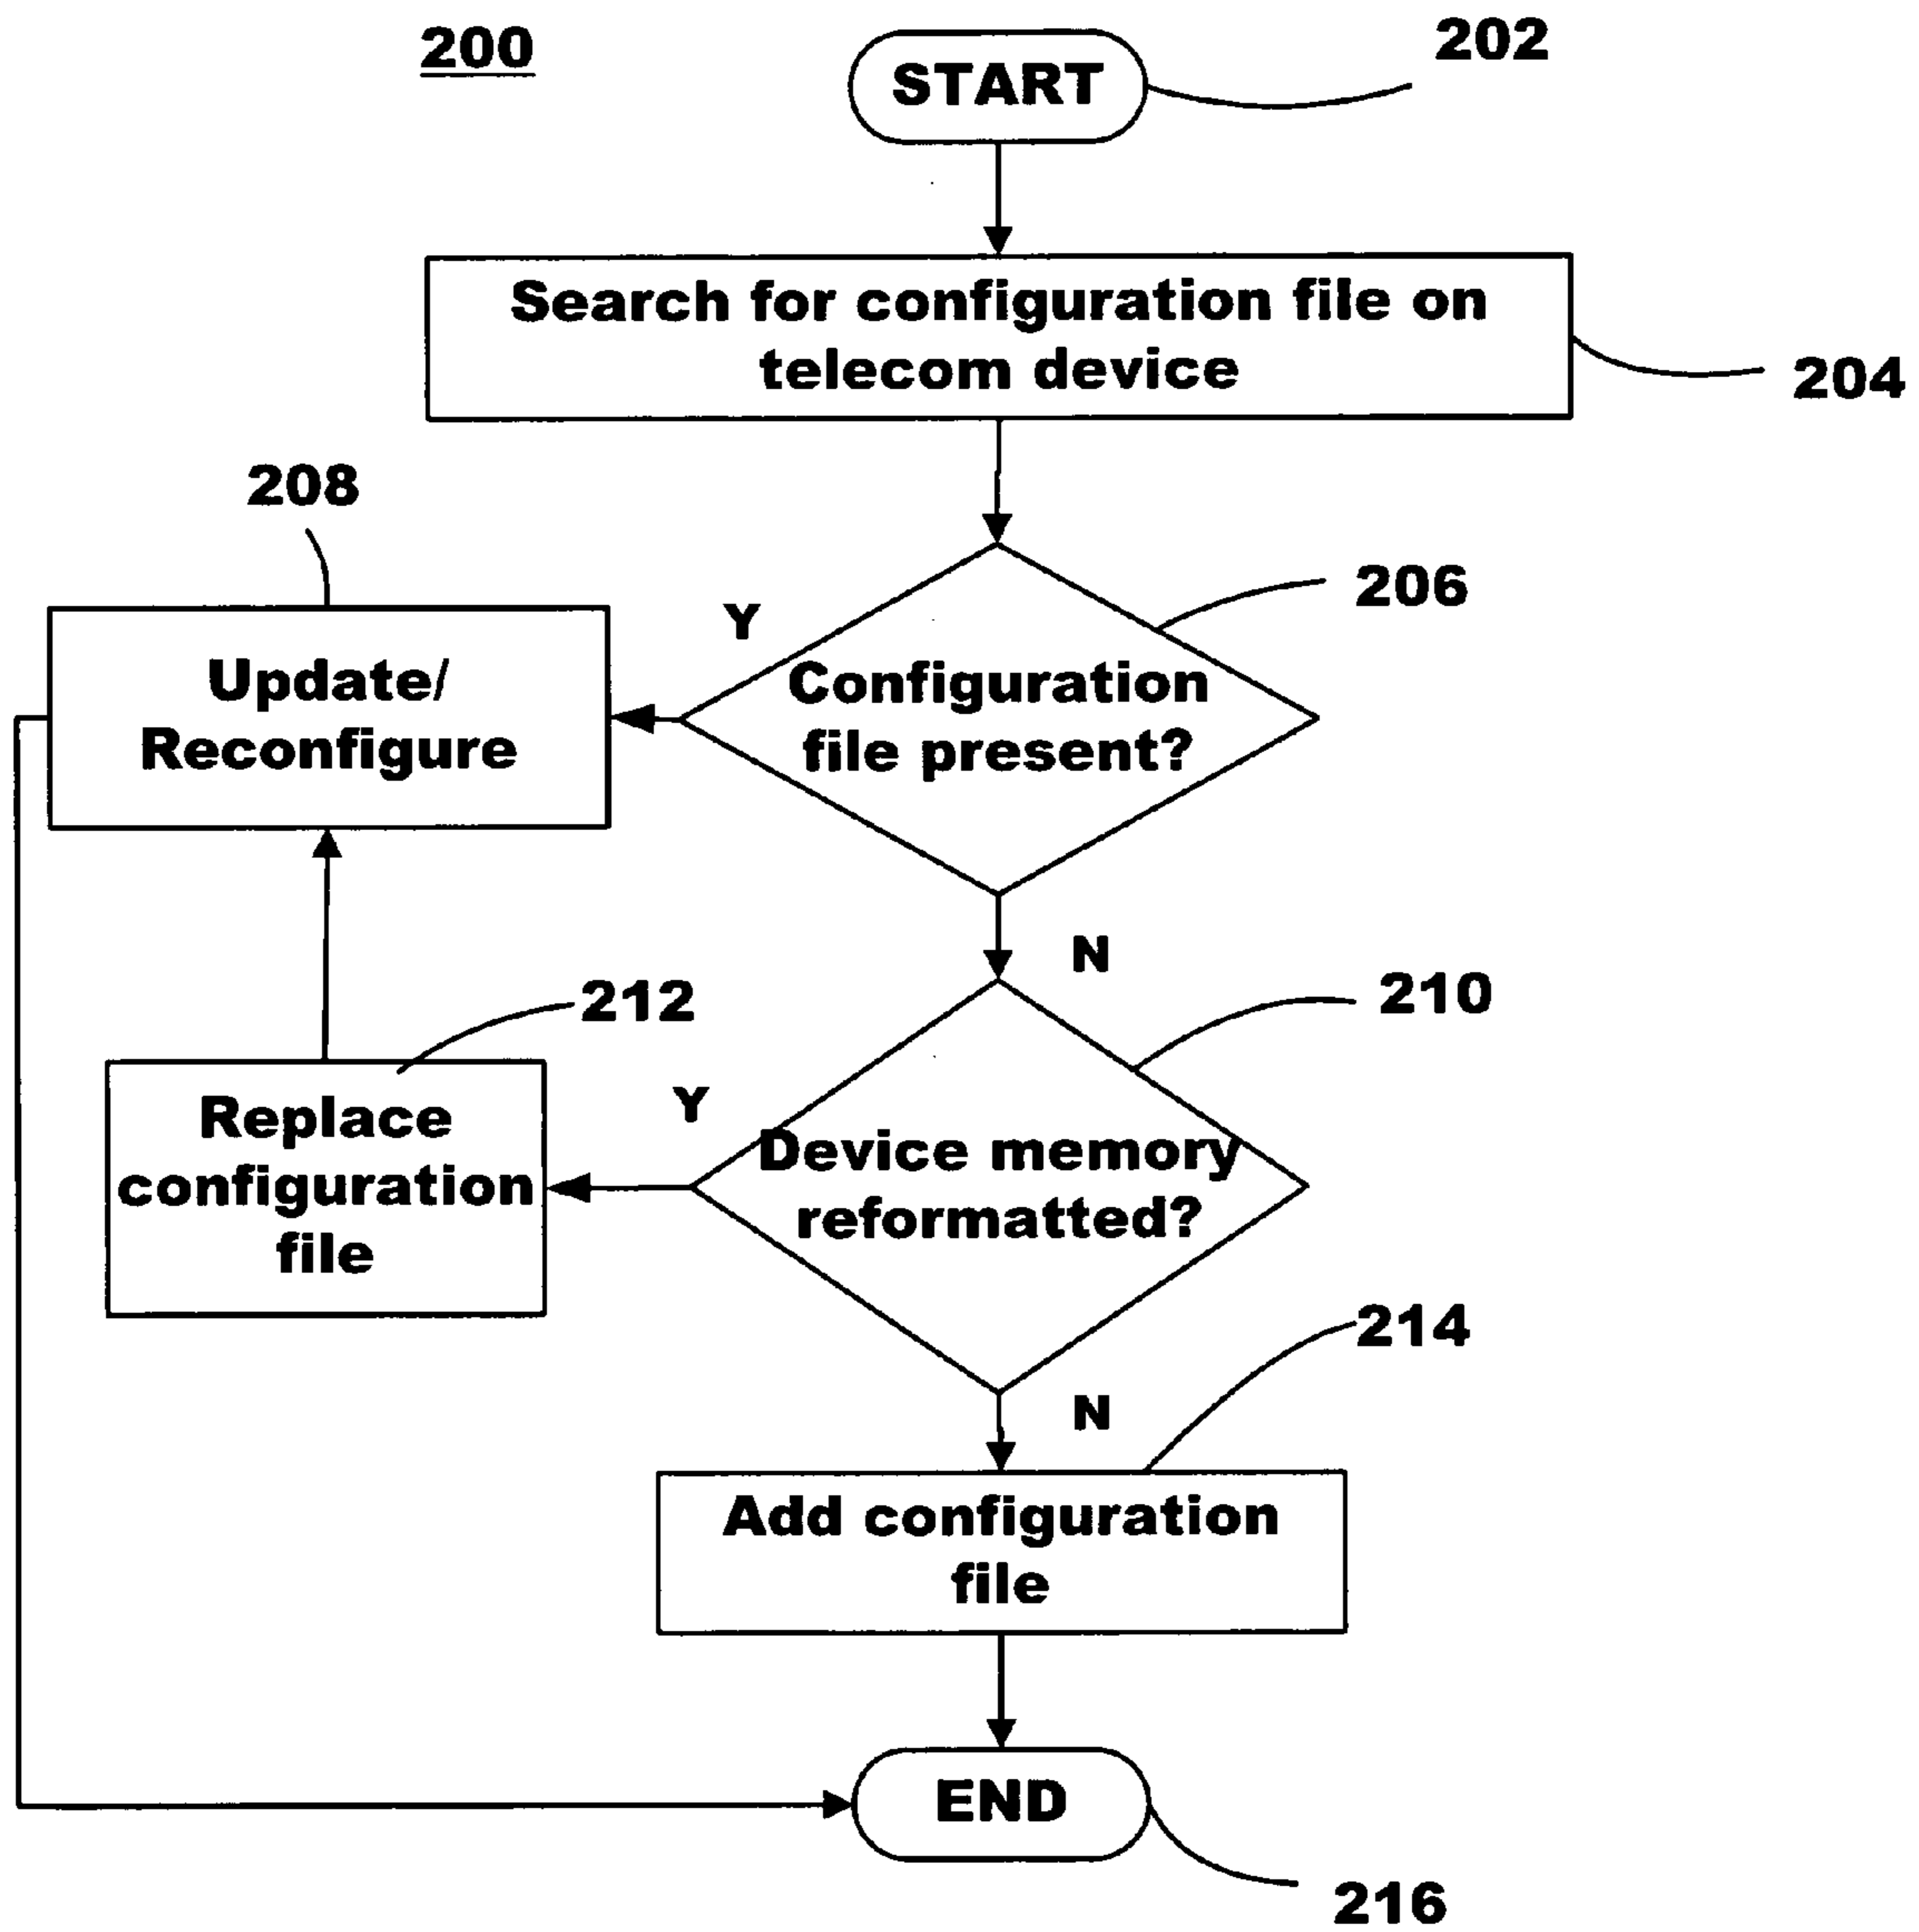 200
START
202
Search for configuration file on
telecom device
204
208
206
Y
Update/
Reconfigure
Configuration
file present?
N
212
210
Y
Replace
configuration
file
Device memory
reformatted?
214
N
Add configuration
file
END
216